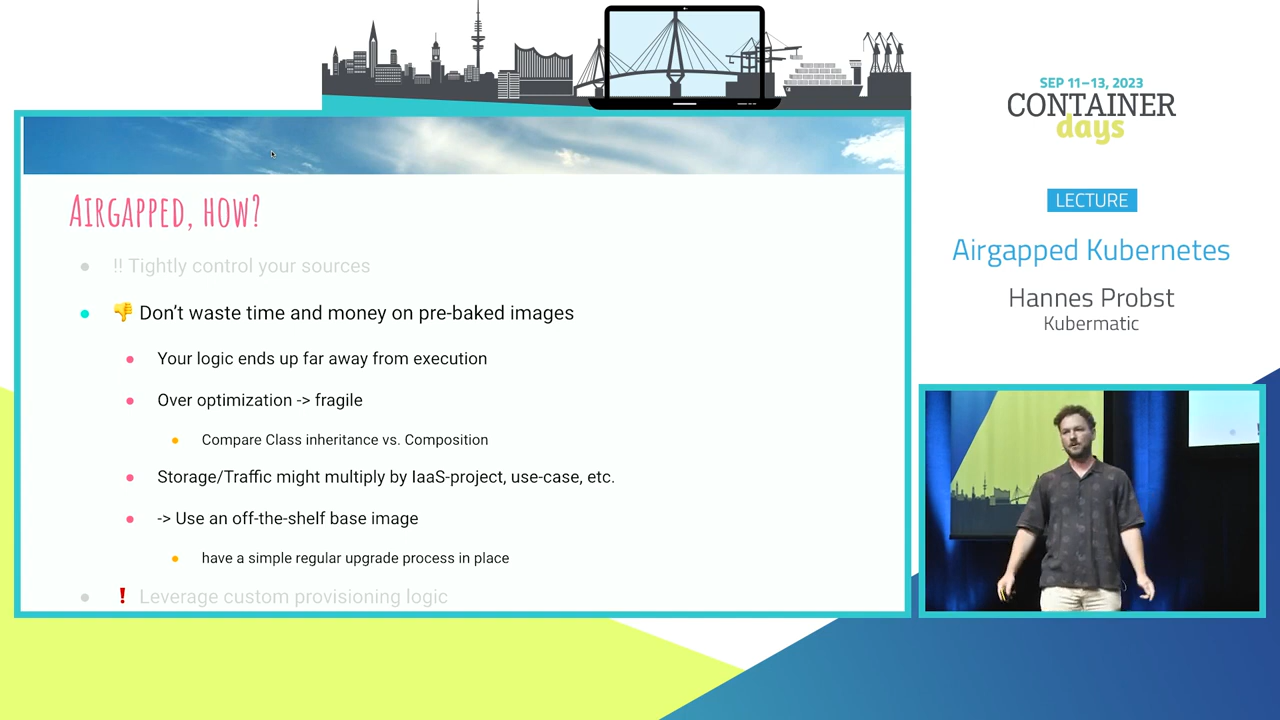 SEP 11–13, 2023
CONTAINER
days
LECTURE
Airgapped Kubernetes
Hannes Probst
Kubermatic
AIRGAPPED, HOW?
!! Tightly control your sources
👎 Don’t waste time and money on pre-baked images
Your logic ends up far away from execution
Over optimization -> fragile
Compare Class inheritance vs. Composition
Storage/Traffic might multiply by IaaS-project, use-case, etc.
-> Use an off-the-shelf base image
have a simple regular upgrade process in place
❗ Leverage custom provisioning logic